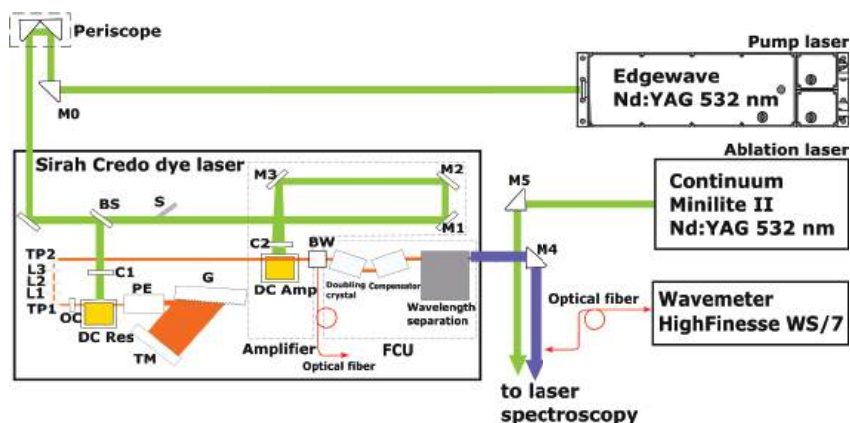 Periscope
Pump laser
Edgewave
Nd:YAG 532 nm
M0
Ablation laser
Sirah Credo dye laser
M3
M2
M5
Continuum
Minilite II
Nd:YAG 532 nm
BS
S
M1
C2
BW
M4
TP2
L3
L2
L1
TP1
C1
PE
G
OC
DC Amp
Doubling
crystal
Compensator
Wavelength
separation
Optical fiber
Wavemeter
HighFinesse WS/7
DC Res
TM
Amplifier
FCU
Optical fiber
to laser
spectroscopy